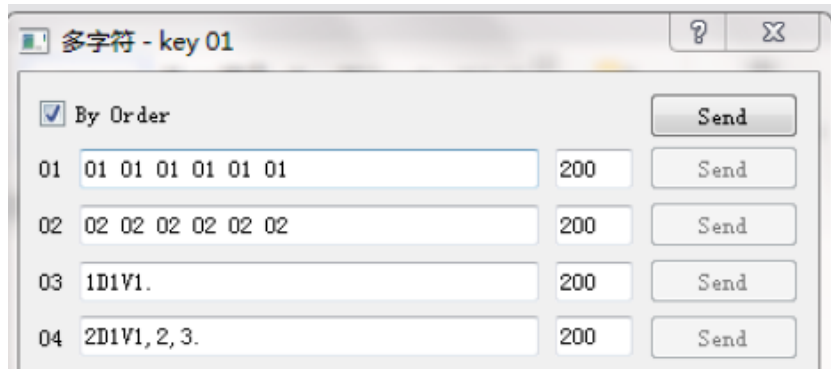 多字符 - key 01
By Order Send
01 01 01 01 01 01 01 200 Send
02 02 02 02 02 02 02 200 Send
03 1D1V1. 200 Send
04 2D1V1,2,3. 200 Send